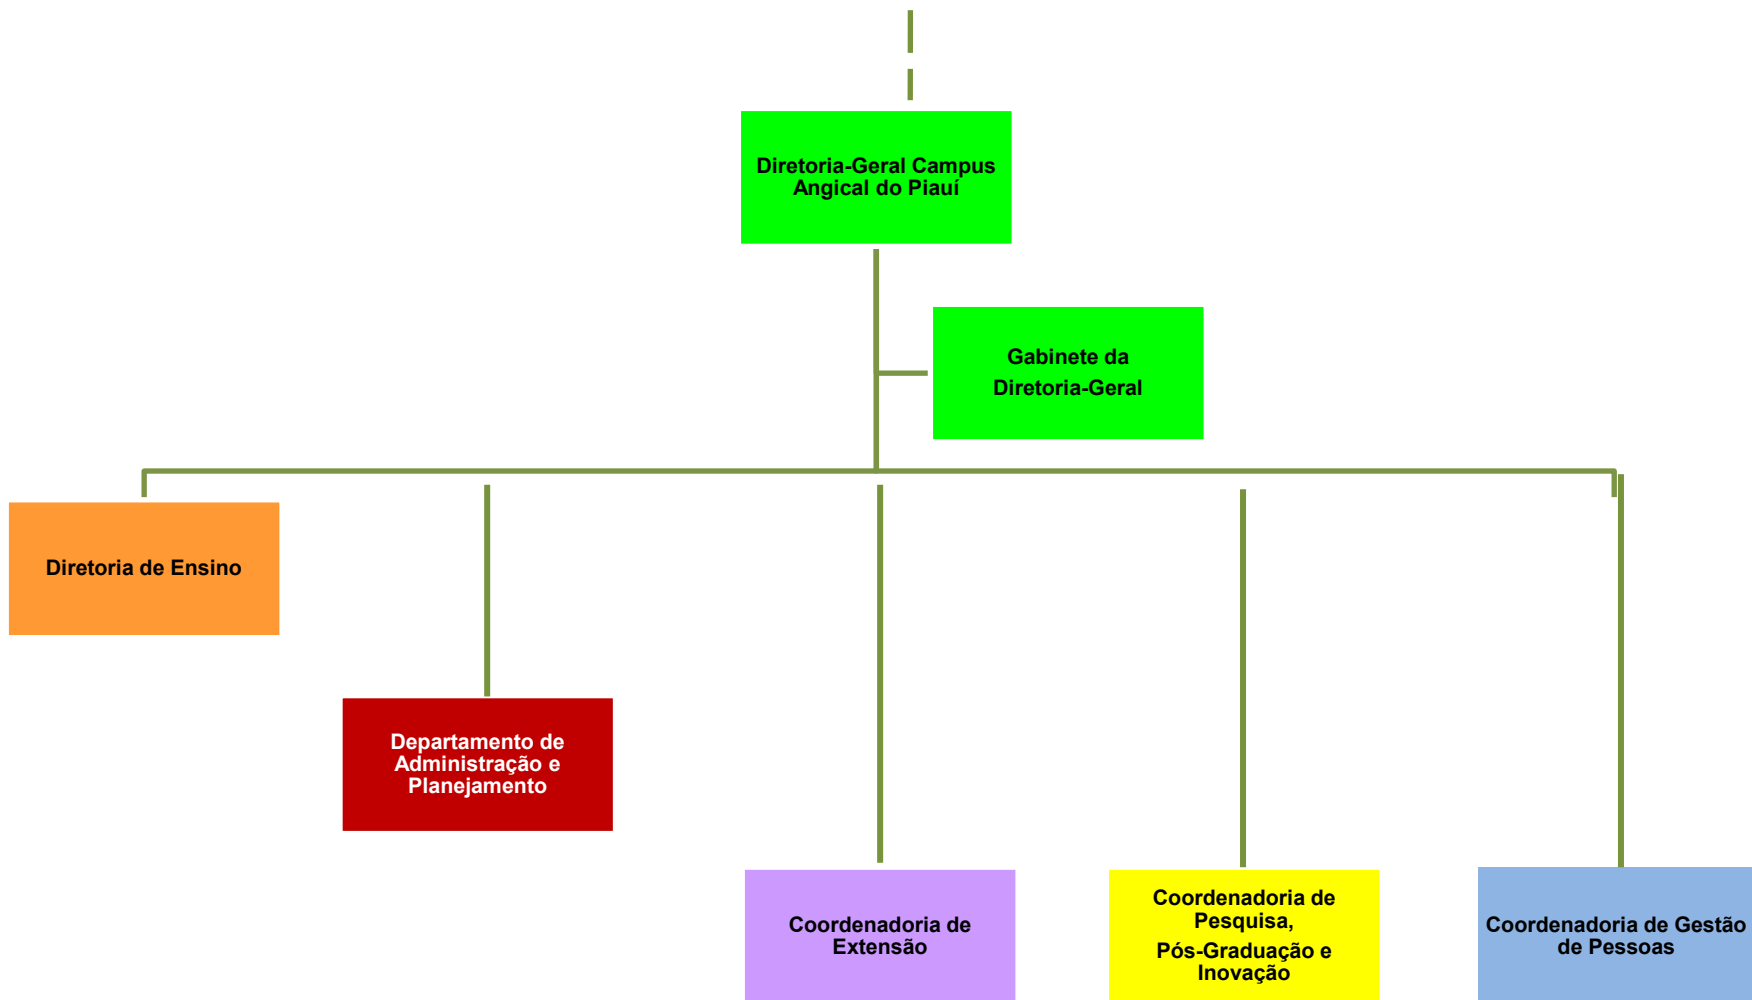 Diretoria-Geral Campus
Angical do Piauí
Gabinete da
Diretoria-Geral
Diretoria de Ensino
Departamento de
Administração e
Planejamento
Coordenadoria de
Extensão
Coordenadoria de
Pesquisa,
Pós-Graduação e
Inovação
Coordenadoria de Gestão
de Pessoas